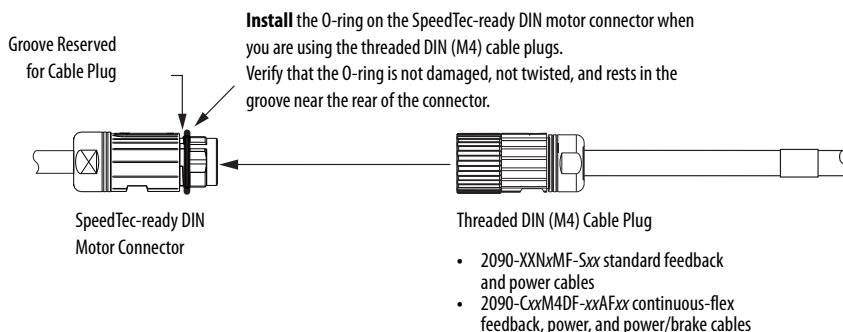 Install the O-ring on the SpeedTec-ready DIN motor connector when
you are using the threaded DIN (M4) cable plugs.
Verify that the O-ring is not damaged, not twisted, and rests in the
groove near the rear of the connector.
Groove Reserved
for Cable Plug
SpeedTec-ready DIN
Motor Connector
Threaded DIN (M4) Cable Plug
• 2090-XXNxMF-Sxx standard feedback
and power cables
• 2090-CxxM4DF-xxAFxx continuous-flex
feedback, power, and power/brake cables